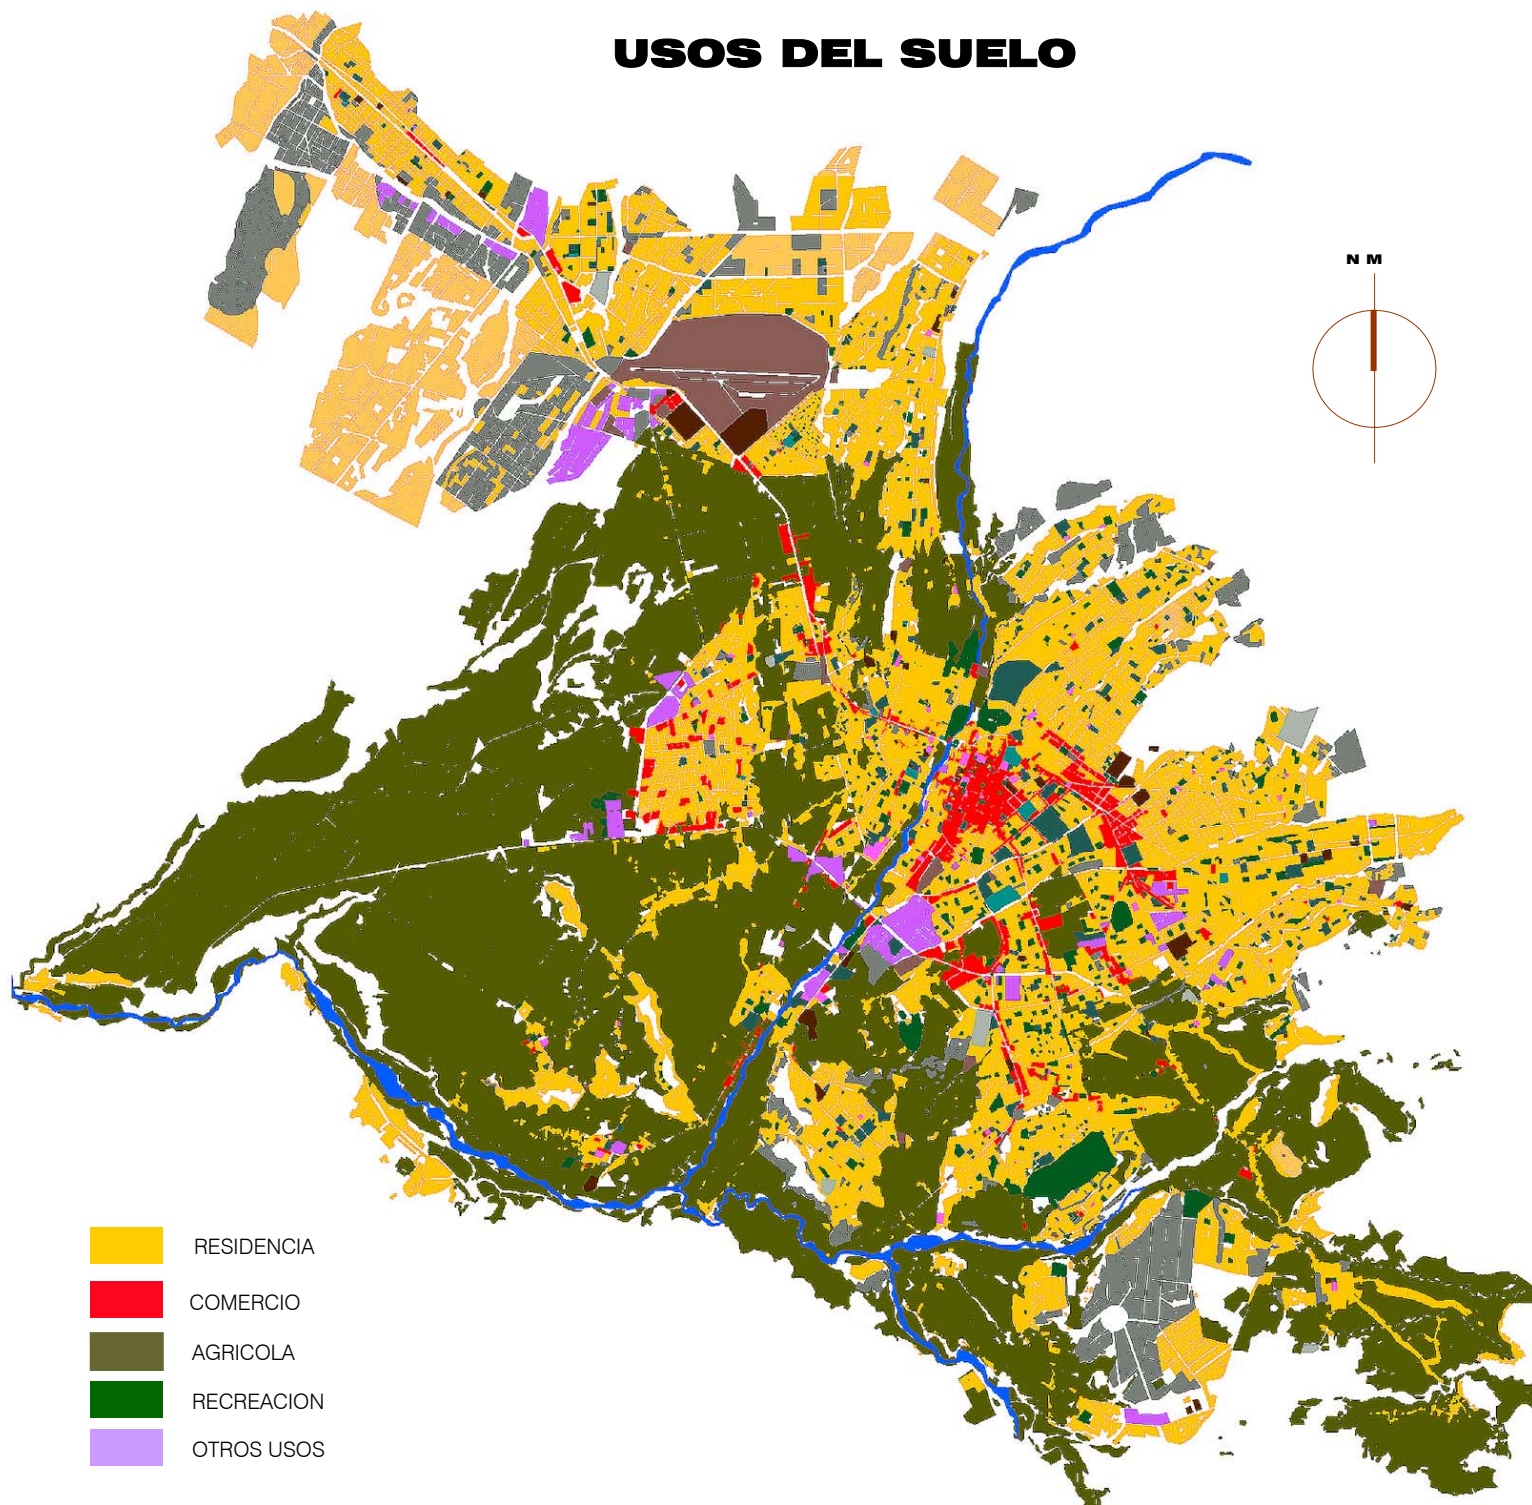 USOS DEL SUELO
N M
RESIDENCIA
COMERCIO
AGRICOLA
RECREACION
OTROS USOS